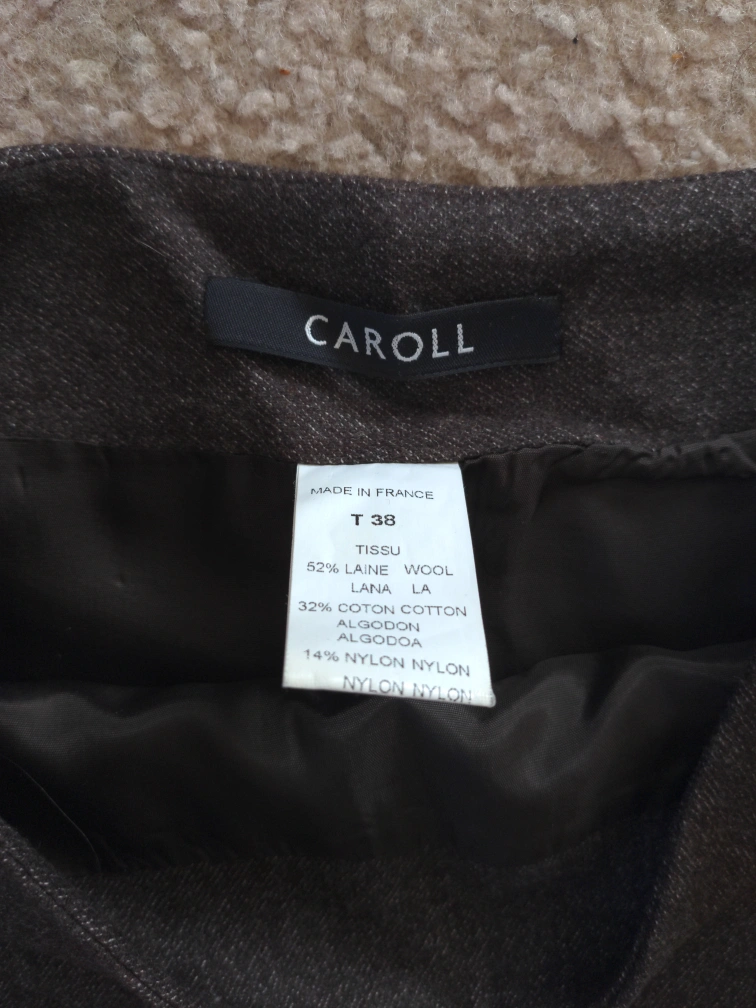 CAROLL
MADE IN FRANCE
T 38
TISSU
52% LAINE WOOL
LANA LA
32% COTON COTTON
ALGODON
ALGODOA
14% NYLON NYLON
NYLON NYLON